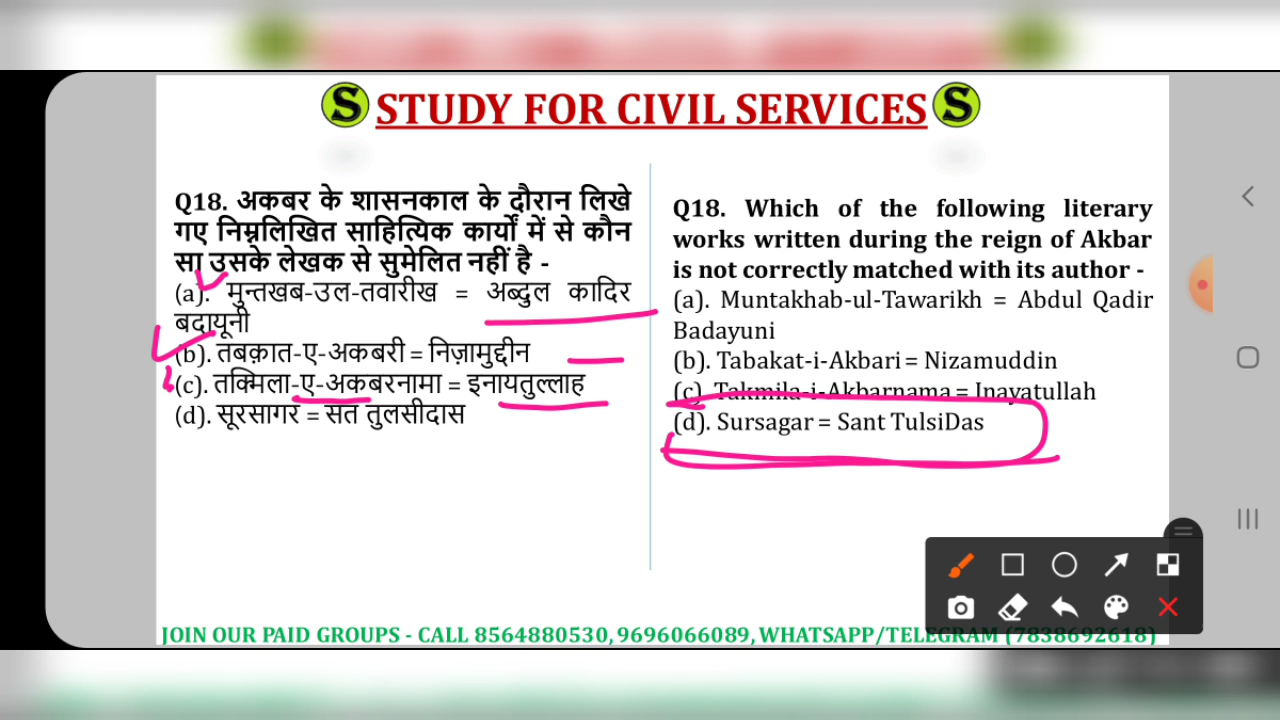 S STUDY FOR CIVIL SERVICES S
Q18. अकबर के शासनकाल के दौरान लिखे
गए निम्नलिखित साहित्यिक कार्यों में से कौन
सा उसके लेखक से सुमेलित नहीं है -
(a). मुन्तखब-उल-तवारीख = अब्दुल कादिर
बदायूनी
(b). तबक़ात-ए-अकबरी = निज़ामुद्दीन
(c). तक्मिला-ए-अकबरनामा = इनायतुल्लाह
(d). सूरसागर = संत तुलसीदास
Q18. Which of the following literary
works written during the reign of Akbar
is not correctly matched with its author -
(a). Muntakhab-ul-Tawarikh = Abdul Qadir
Badayuni
(b). Tabakat-i-Akbari = Nizamuddin
(c). Takmila-i-Akbarnama = Inayatullah
(d). Sursagar = Sant TulsiDas
JOIN OUR PAID GROUPS - CALL 8564880530, 9696066089, WHATSAPP/TELEGRAM (7838692618)